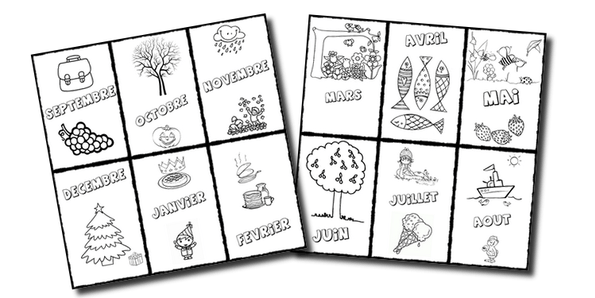 SEPTEMBRE
OCTOBRE
NOVEMBRE
DECEMBRE
JANVIER
FEVRIER
MARS
AVRIL
MAI
JUIN
JUILLET
AOUT